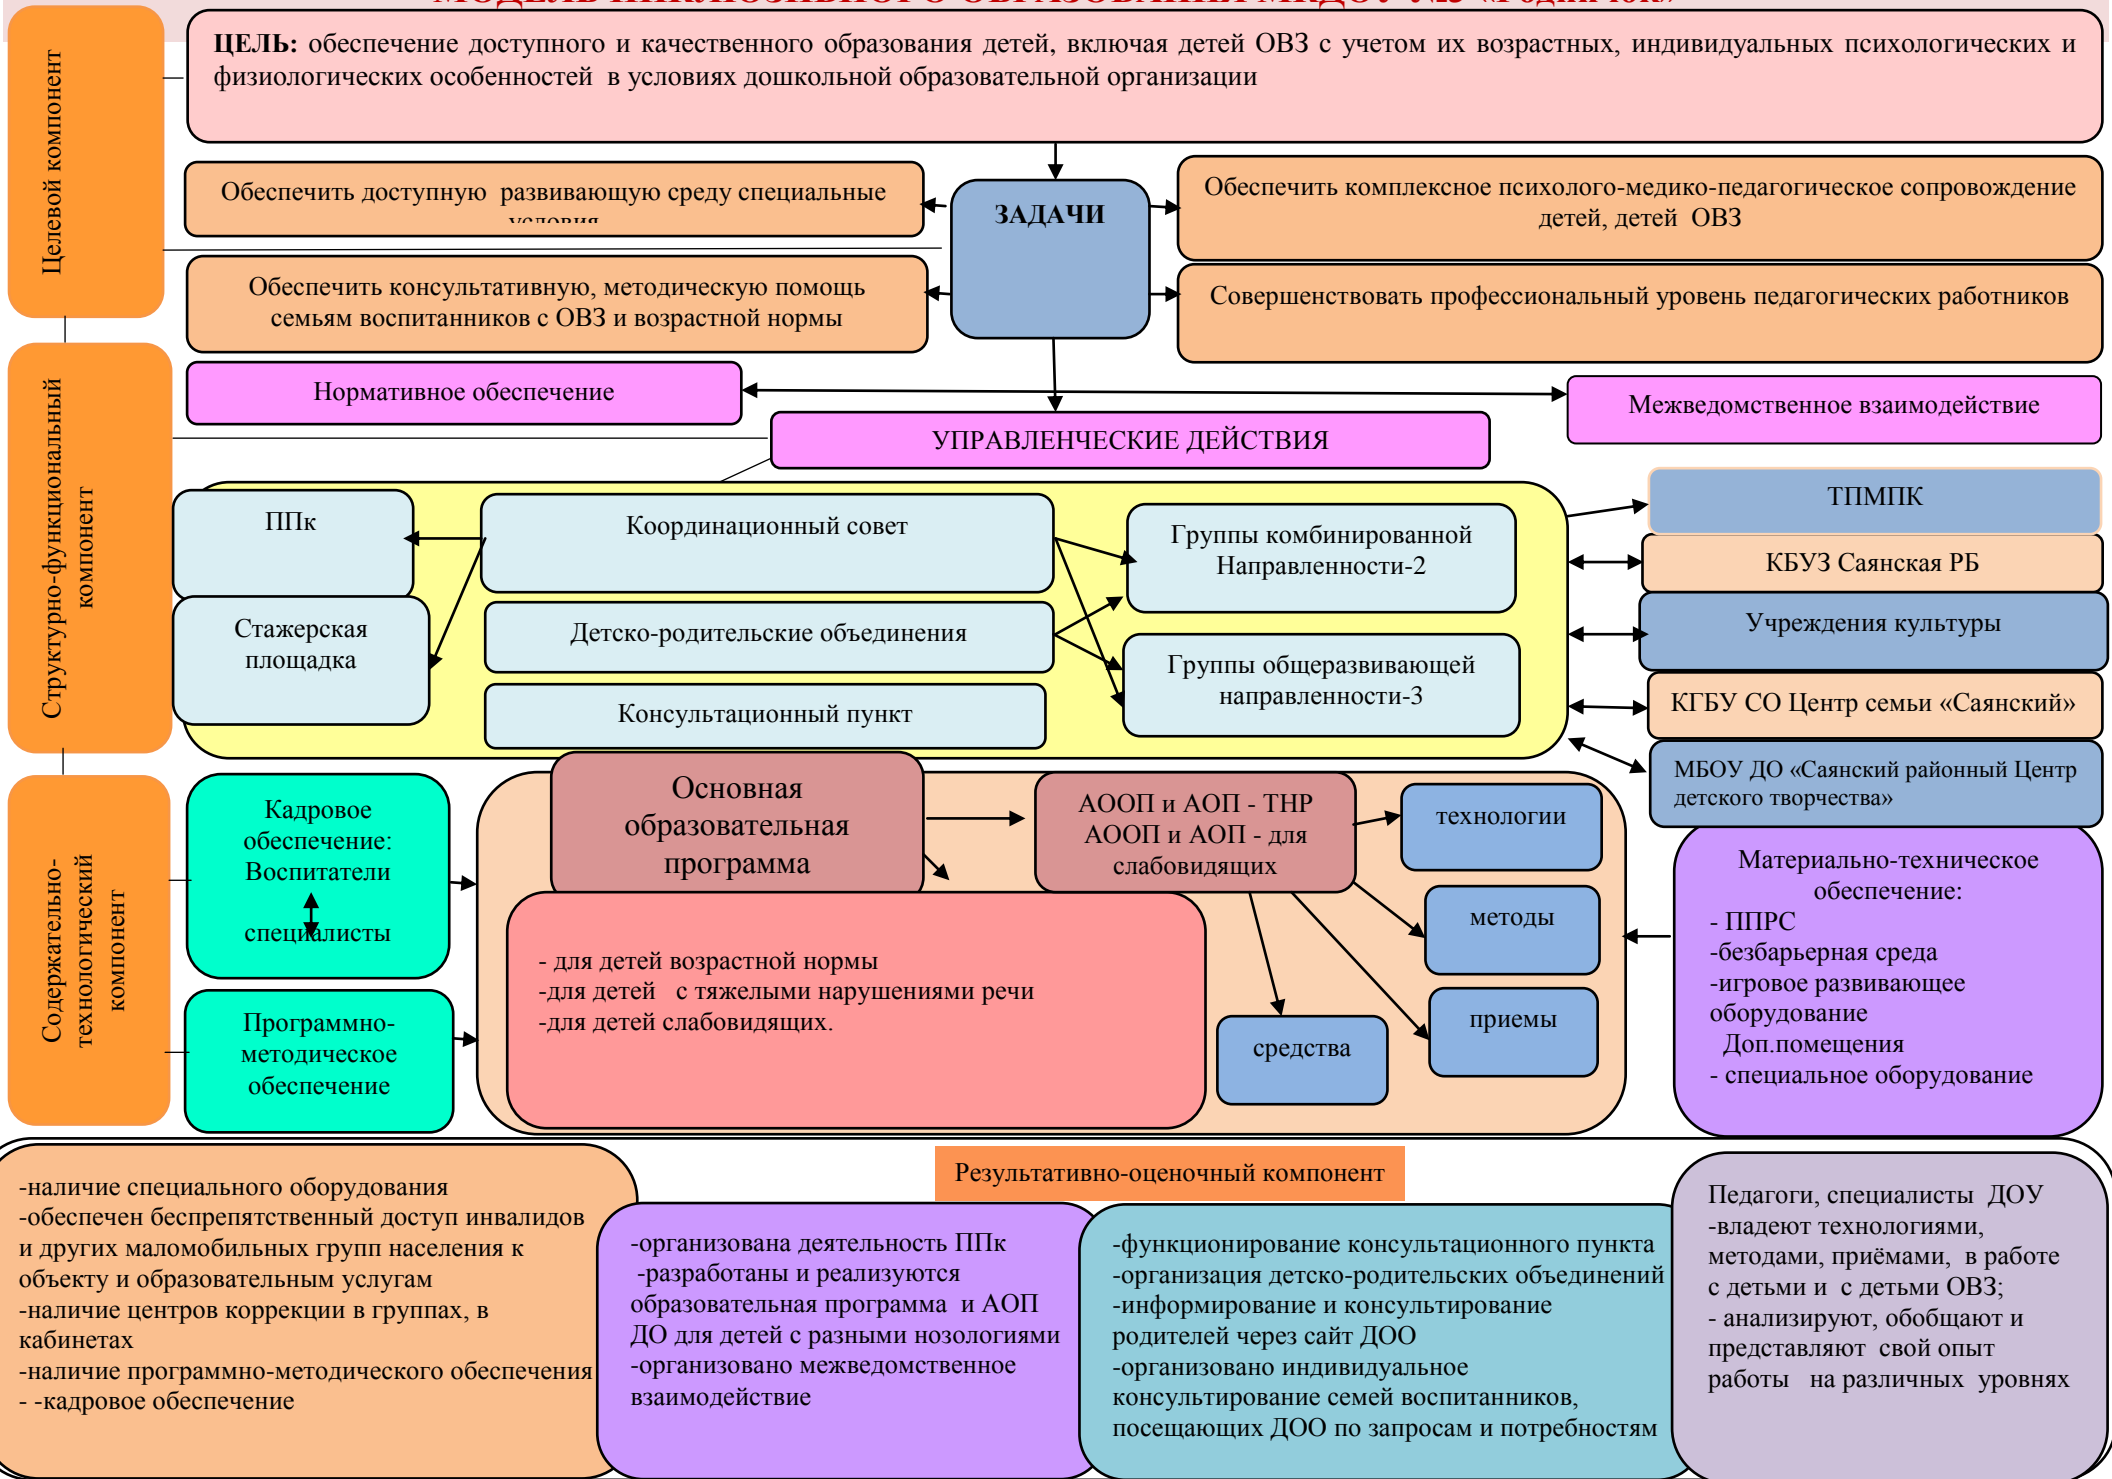 МОДЕЛЬ ИНКЛЮЗИВНОГО ОБРАЗОВАНИЯ МКДОУ №3 «Родничок»
Целевой компонент
ЦЕЛЬ: обеспечение доступного и качественного образования детей, включая детей ОВЗ с учетом их возрастных, индивидуальных психологических и
физиологических особенностей в условиях дошкольной образовательной организации
Обеспечить доступную развивающую среду специальные
условия
ЗАДАЧИ
Обеспечить комплексное психолого-медико-педагогическое сопровождение
детей, детей ОВЗ
Обеспечить консультативную, методическую помощь
семьям воспитанников с ОВЗ и возрастной нормы
Совершенствовать профессиональный уровень педагогических работников
Структурно-функциональный
компонент
Нормативное обеспечение
Межведомственное взаимодействие
УПРАВЛЕНЧЕСКИЕ ДЕЙСТВИЯ
ППк
Координационный совет
Группы комбинированной
Направленности-2
Стажерская
площадка
Детско-родительские объединения
Группы общеразвивающей
направленности-3
Консультационный пункт
ТПМПК
КБУЗ Саянская РБ
Учреждения культуры
КГБУ СО Центр семьи «Саянский»
МБОУ ДО «Саянский районный Центр
детского творчества»
Содержательно-
технологический
компонент
Кадровое
обеспечение:
Воспитатели
специалисты
Программно-
методическое
обеспечение
Основная
образовательная
программа
АООП и АОП - ТНР
АООП и АОП - для
слабовидящих
технологии
методы
приемы
средства
- для детей возрастной нормы
-для детей с тяжелыми нарушениями речи
-для детей слабовидящих.
Материально-техническое
обеспечение:
- ППРС
-безбарьерная среда
-игровое развивающее
оборудование
Доп.помещения
- специальное оборудование
Результативно-оценочный компонент
-наличие специального оборудования
-обеспечен беспрепятственный доступ инвалидов
и других маломобильных групп населения к
объекту и образовательным услугам
-наличие центров коррекции в группах, в
кабинетах
-наличие программно-методического обеспечения
- -кадровое обеспечение
-организована деятельность ППк
-разработаны и реализуются
образовательная программа и АОП
ДО для детей с разными нозологиями
-организовано межведомственное
взаимодействие
-функционирование консультационного пункта
-организация детско-родительских объединений
-информирование и консультирование
родителей через сайт ДОО
-организовано индивидуальное
консультирование семей воспитанников,
посещающих ДОО по запросам и потребностям
Педагоги, специалисты ДОУ
-владеют технологиями,
методами, приёмами, в работе
с детьми и с детьми ОВЗ;
- анализируют, обобщают и
представляют свой опыт
работы на различных уровнях